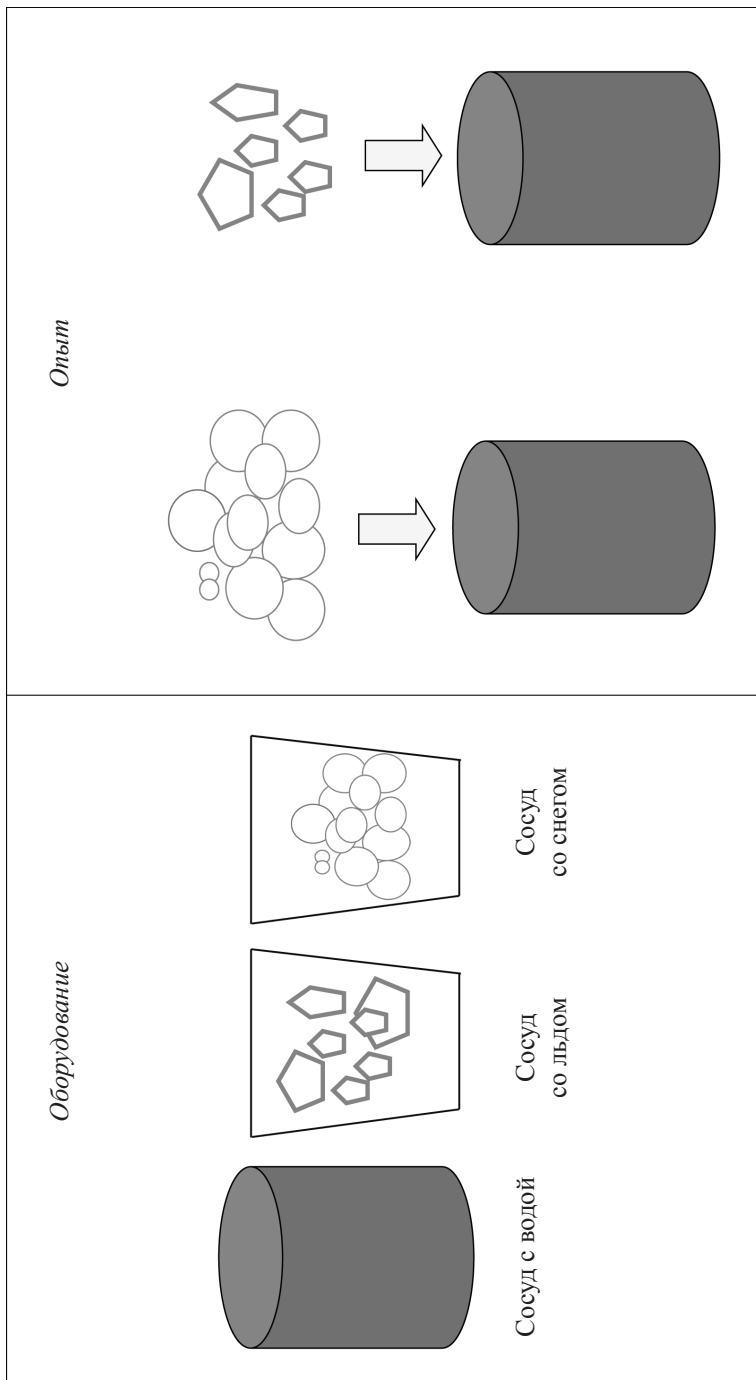 Оборудование
Опыт
Сосуд с водой
Сосуд
со льдом
Сосуд
со снегом